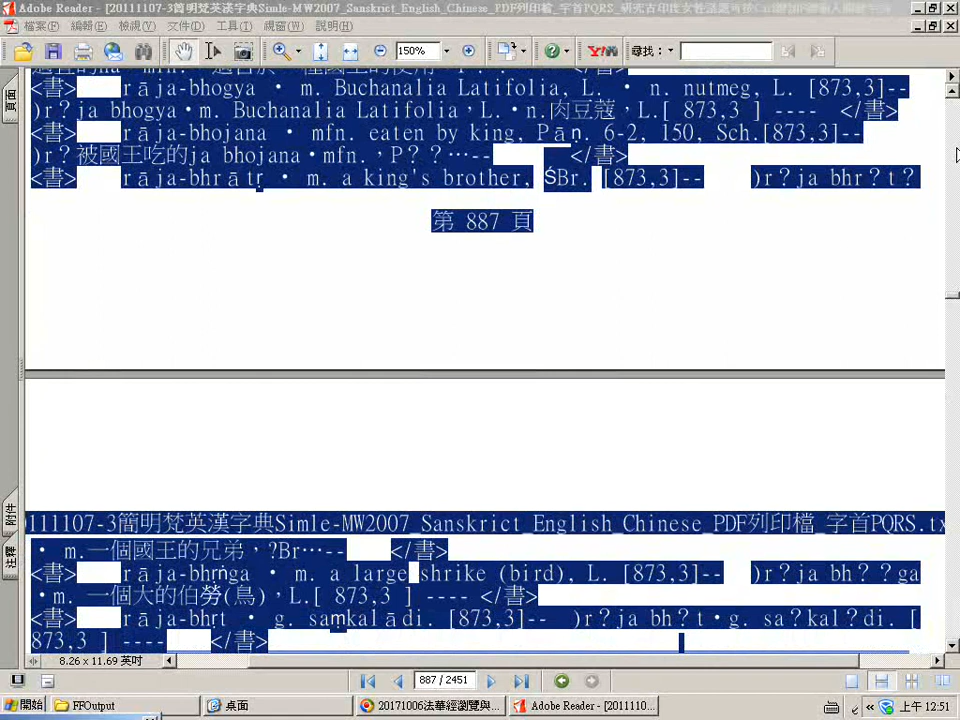 Adobe Reader - [20111107-3簡明梵英漢字典Simle-MW2007_Sanskrict_English_Chinese_PDF列印檔_字首PQRS_研究古印度女
檔案(F) 編輯(E) 檢視(V) 文件(D) 工具(T) 視窗(W) 說明(H)
150% Y! 尋找：
頁面
<書> rāja-bhogya • m. Buchanalia Latifolia, L. • n. nutmeg, L. [873,3]--
)r？ja bhogya•m. Buchanalia Latifolia，L.•n.肉豆蔻，L.[ 873,3 ] ---- </書>
<書> rāja-bhojana • mfn. eaten by king, Pāṇ. 6-2, 150, Sch.[873,3]--
)r？被國王吃的ja bhojana•mfn.，P？？…-- </書>
<書> rāja-bhrātṛ • m. a king's brother, ŚBr. [873,3]-- )r？ja bhr？t？
第 887 頁
111107-3簡明梵英漢字典Simle-MW2007_Sanskrict_English_Chinese_PDF列印檔_字首PQRS.tx
• m.一個國王的兄弟，?Br…-- </書>
<書> rāja-bhṛṅga • m. a large shrike (bird), L. [873,3]-- )r？ja bh？？ga
•m. 一個大的伯勞(鳥)，L.[ 873,3 ] ---- </書>
<書> rāja-bhṛt • g. saṃkalādi. [873,3]-- )r？ja bh？t•g. sa？kal？di. [
873,3 ] ---- </書>
附件
注釋
8.26 x 11.69 英吋
887 / 2451
開始 FFOutput 桌面 20171006法華經瀏覽與... Adobe Reader - [2011110... 上午 12:51